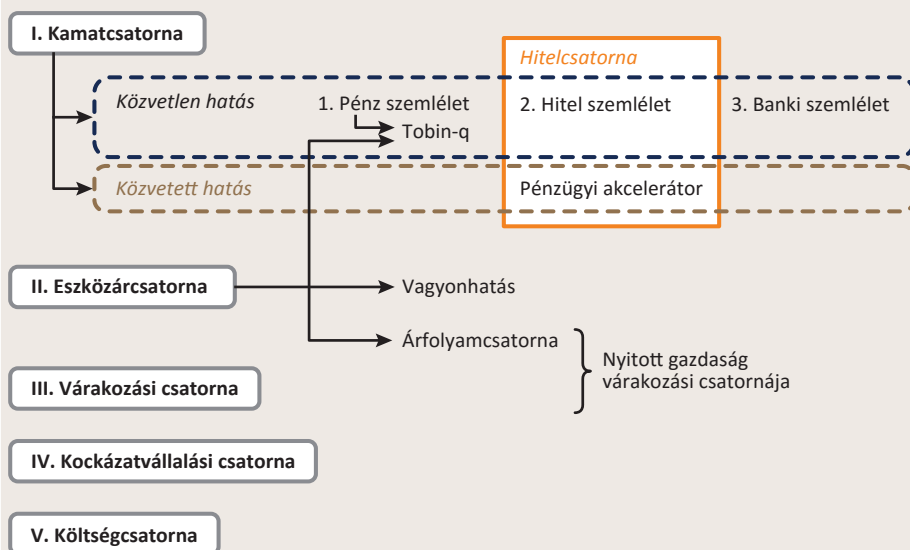 I. Kamatcsatorna
Hitelcsatorna
Közvetlen hatás
1. Pénz szemlélet
2. Hitel szemlélet
3. Banki szemlélet
Tobin-q
Közvetett hatás
Pénzügyi akcelerátor
II. Eszközárcsatorna
Vagyonhatás
Árfolyamcsatorna
Nyitott gazdaság
várakozási csatornája
III. Várakozási csatorna
IV. Kockázatvállalási csatorna
V. Költségcsatorna